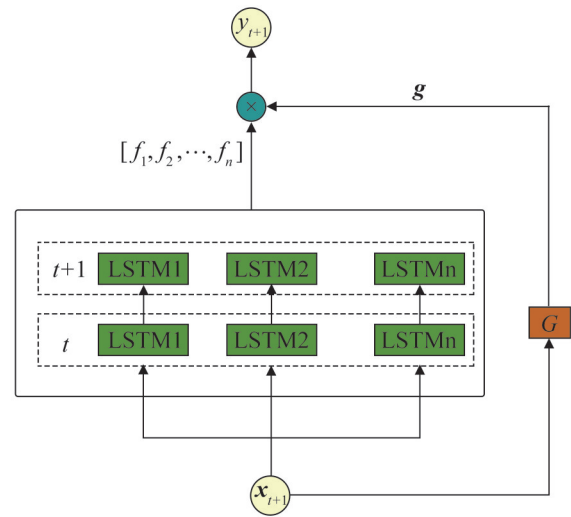 y_{t+1}
×
g
[f_1, f_2, ⋯, f_n]
t+1 LSTM1 LSTM2 LSTMn
G
t LSTM1 LSTM2 LSTMn
x_{t+1}